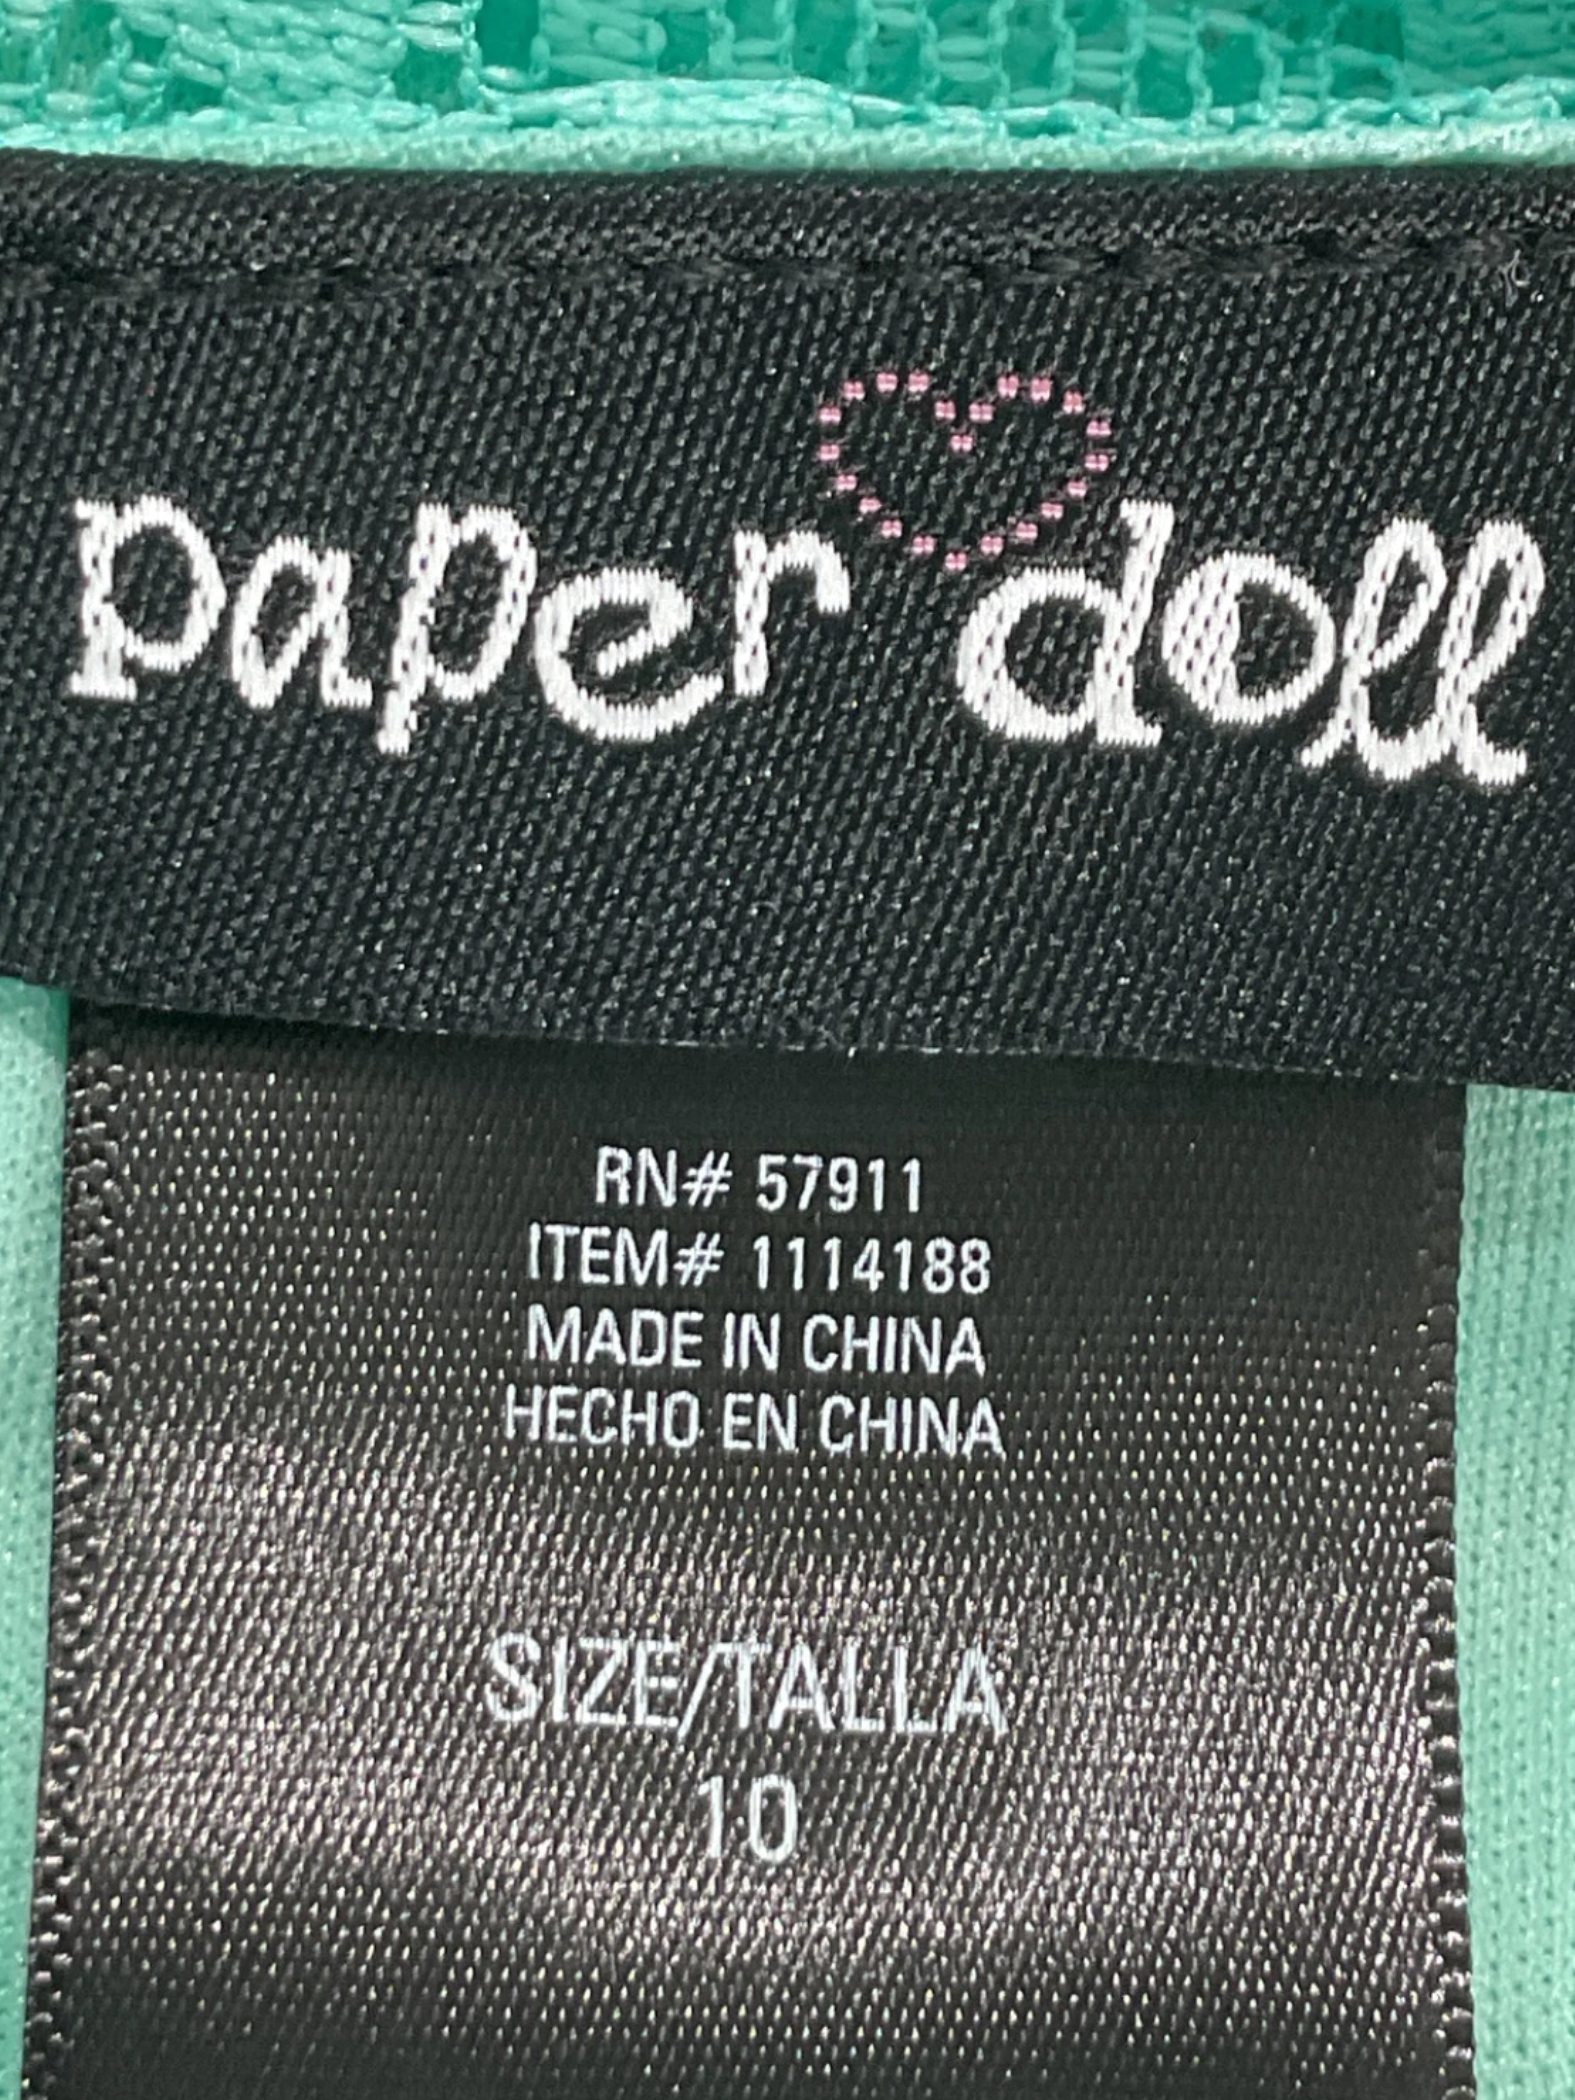 paper doll
RN# 57911
ITEM# 1114188
MADE IN CHINA
HECHO EN CHINA
SIZE/TALLA
10